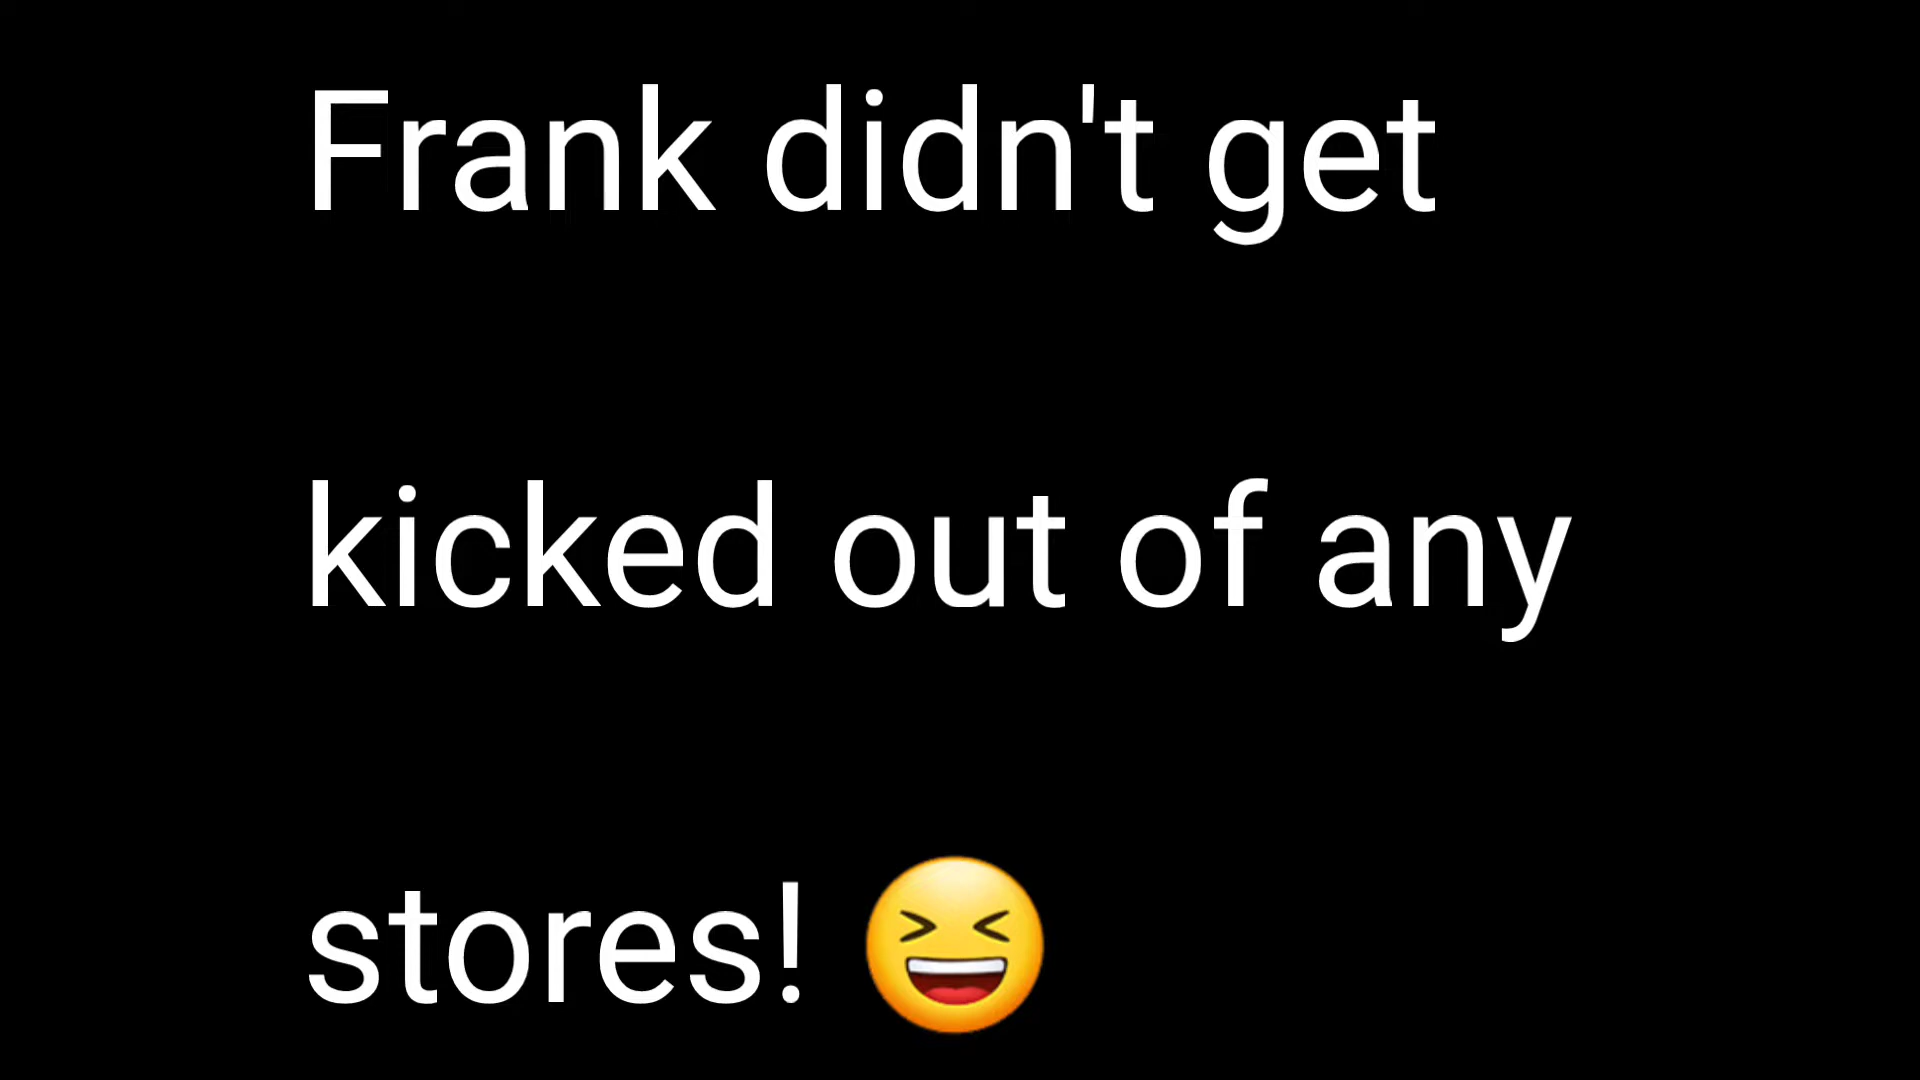 Frank didn't get
kicked out of any
stores! 😆